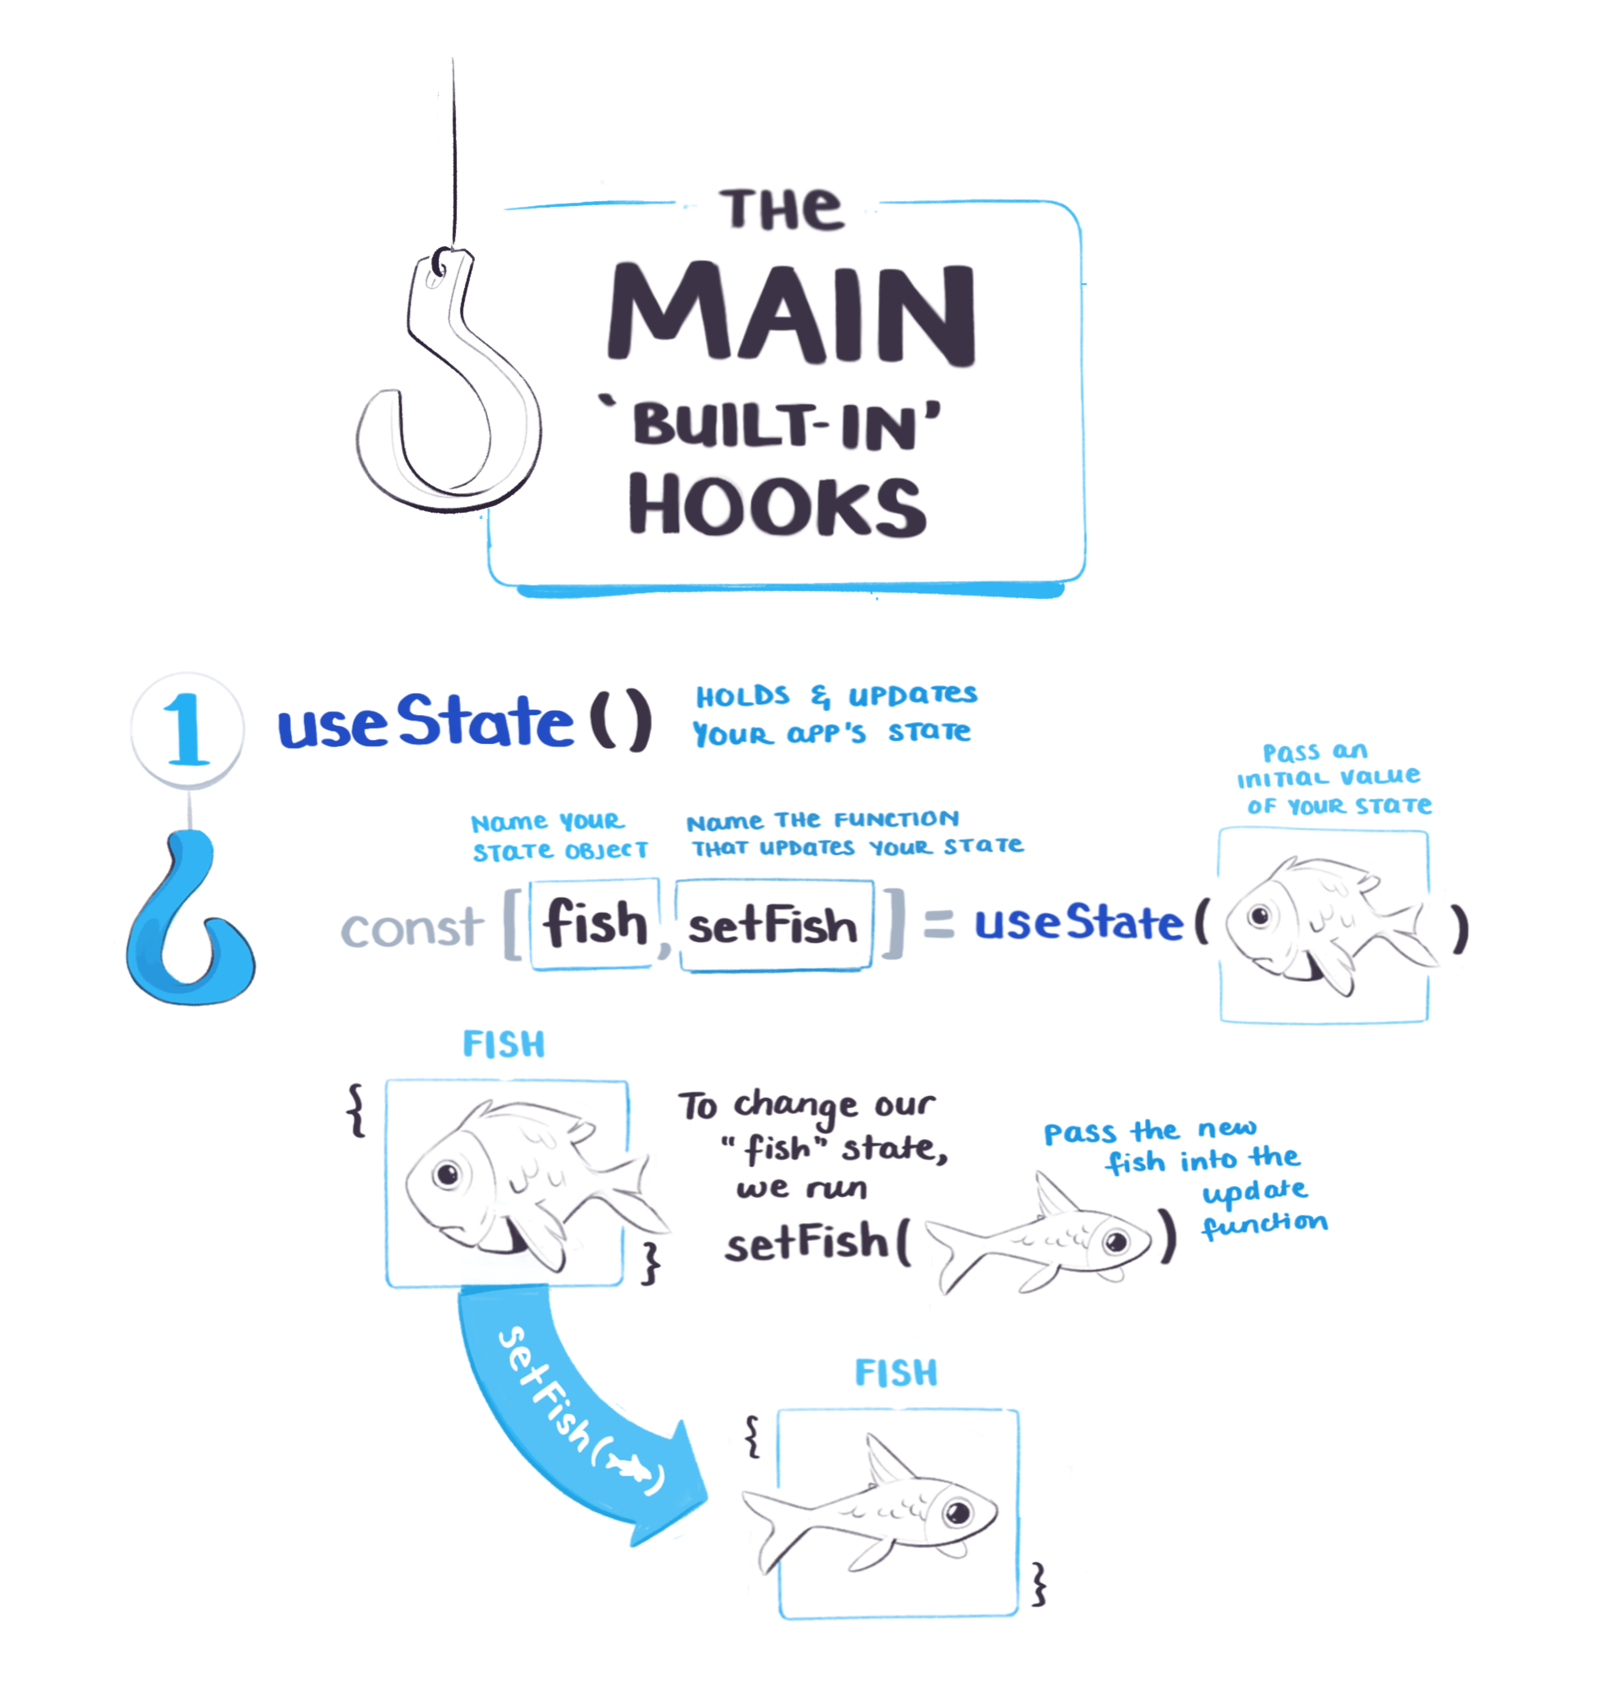 THE
MAIN
'BUILT-IN'
HOOKS
1
useState()
HOLDS & UPDATES
YOUR APP'S STATE
PASS AN
INITIAL VALUE
OF YOUR STATE
NAME YOUR
STATE OBJECT
NAME THE FUNCTION
THAT UPDATES YOUR STATE
const [fish, setFish] = useState( )
FISH
{
}
To change our
"fish" state,
we run
setFish( )
Pass the new
fish into the
update
function
setFish( )
FISH
{
}